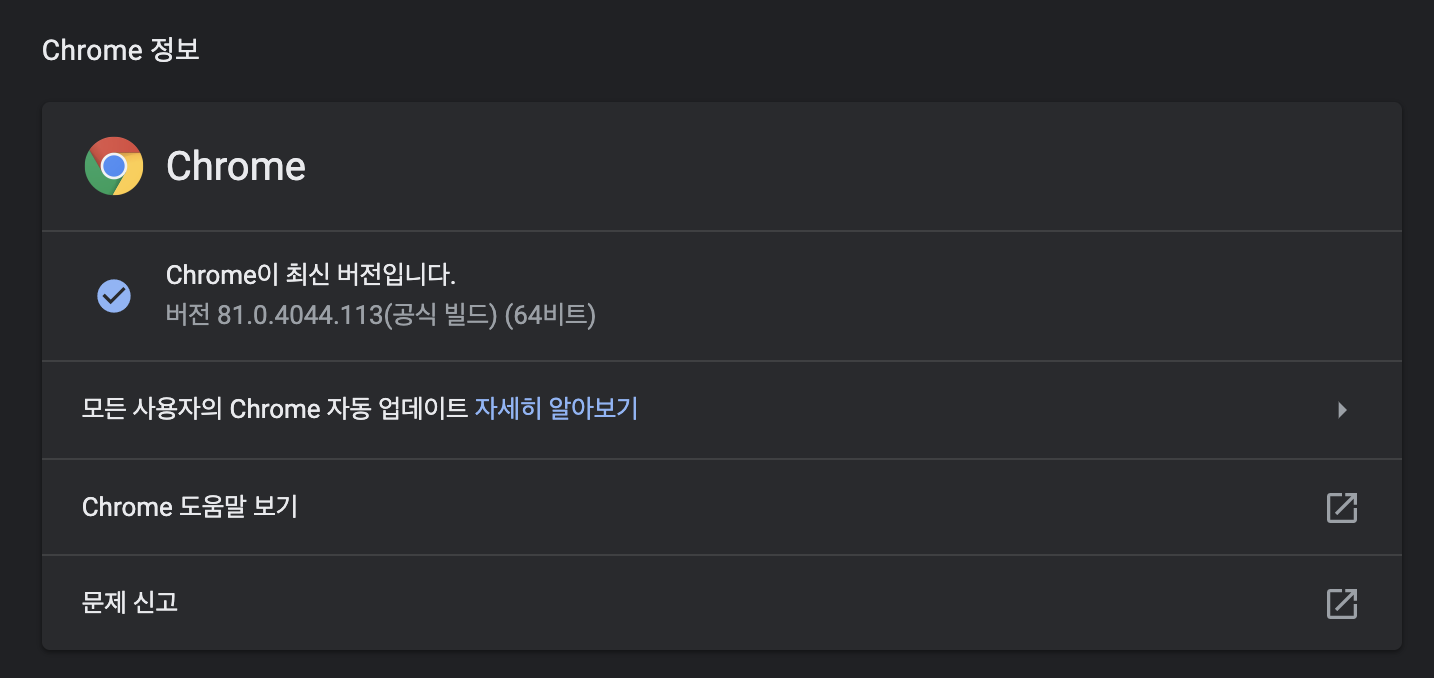 Chrome 정보
Chrome
Chrome이 최신 버전입니다.
버전 81.0.4044.113(공식 빌드) (64비트)
모든 사용자의 Chrome 자동 업데이트 자세히 알아보기
Chrome 도움말 보기
문제 신고